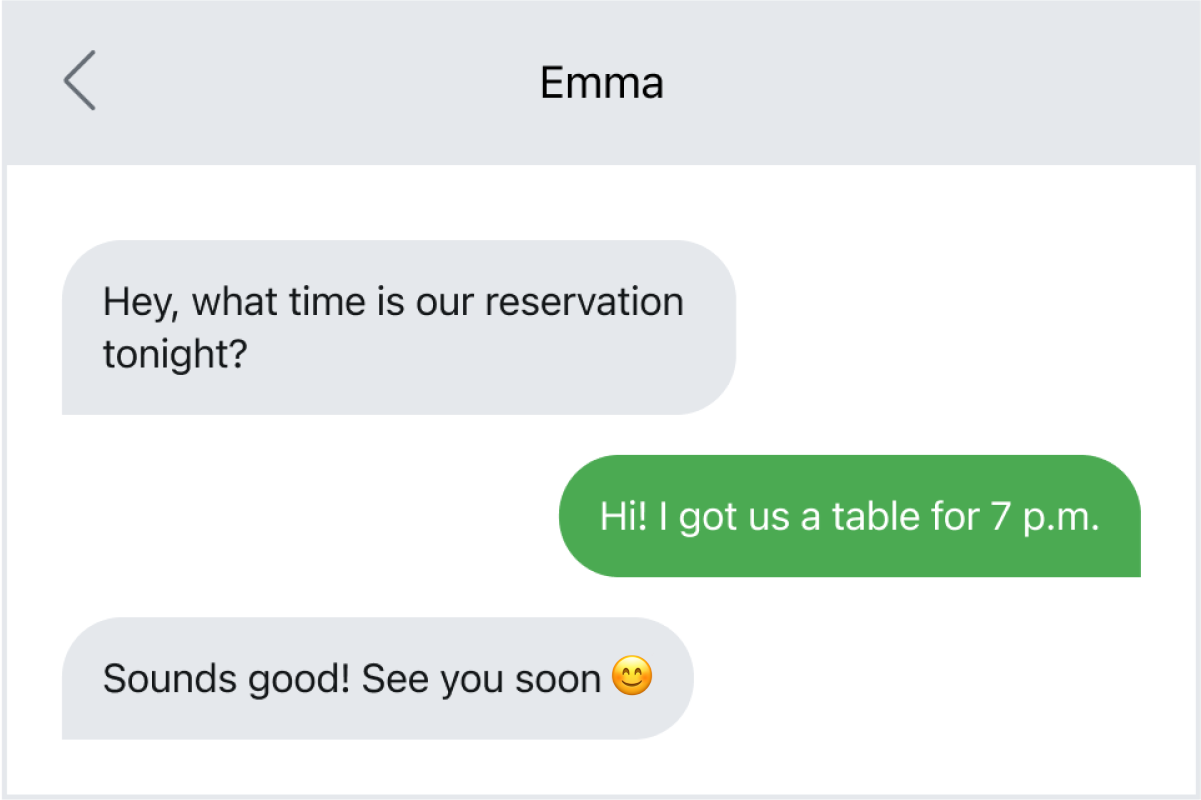 Emma
Hey, what time is our reservation
tonight?
Hi! I got us a table for 7 p.m.
Sounds good! See you soon 😊